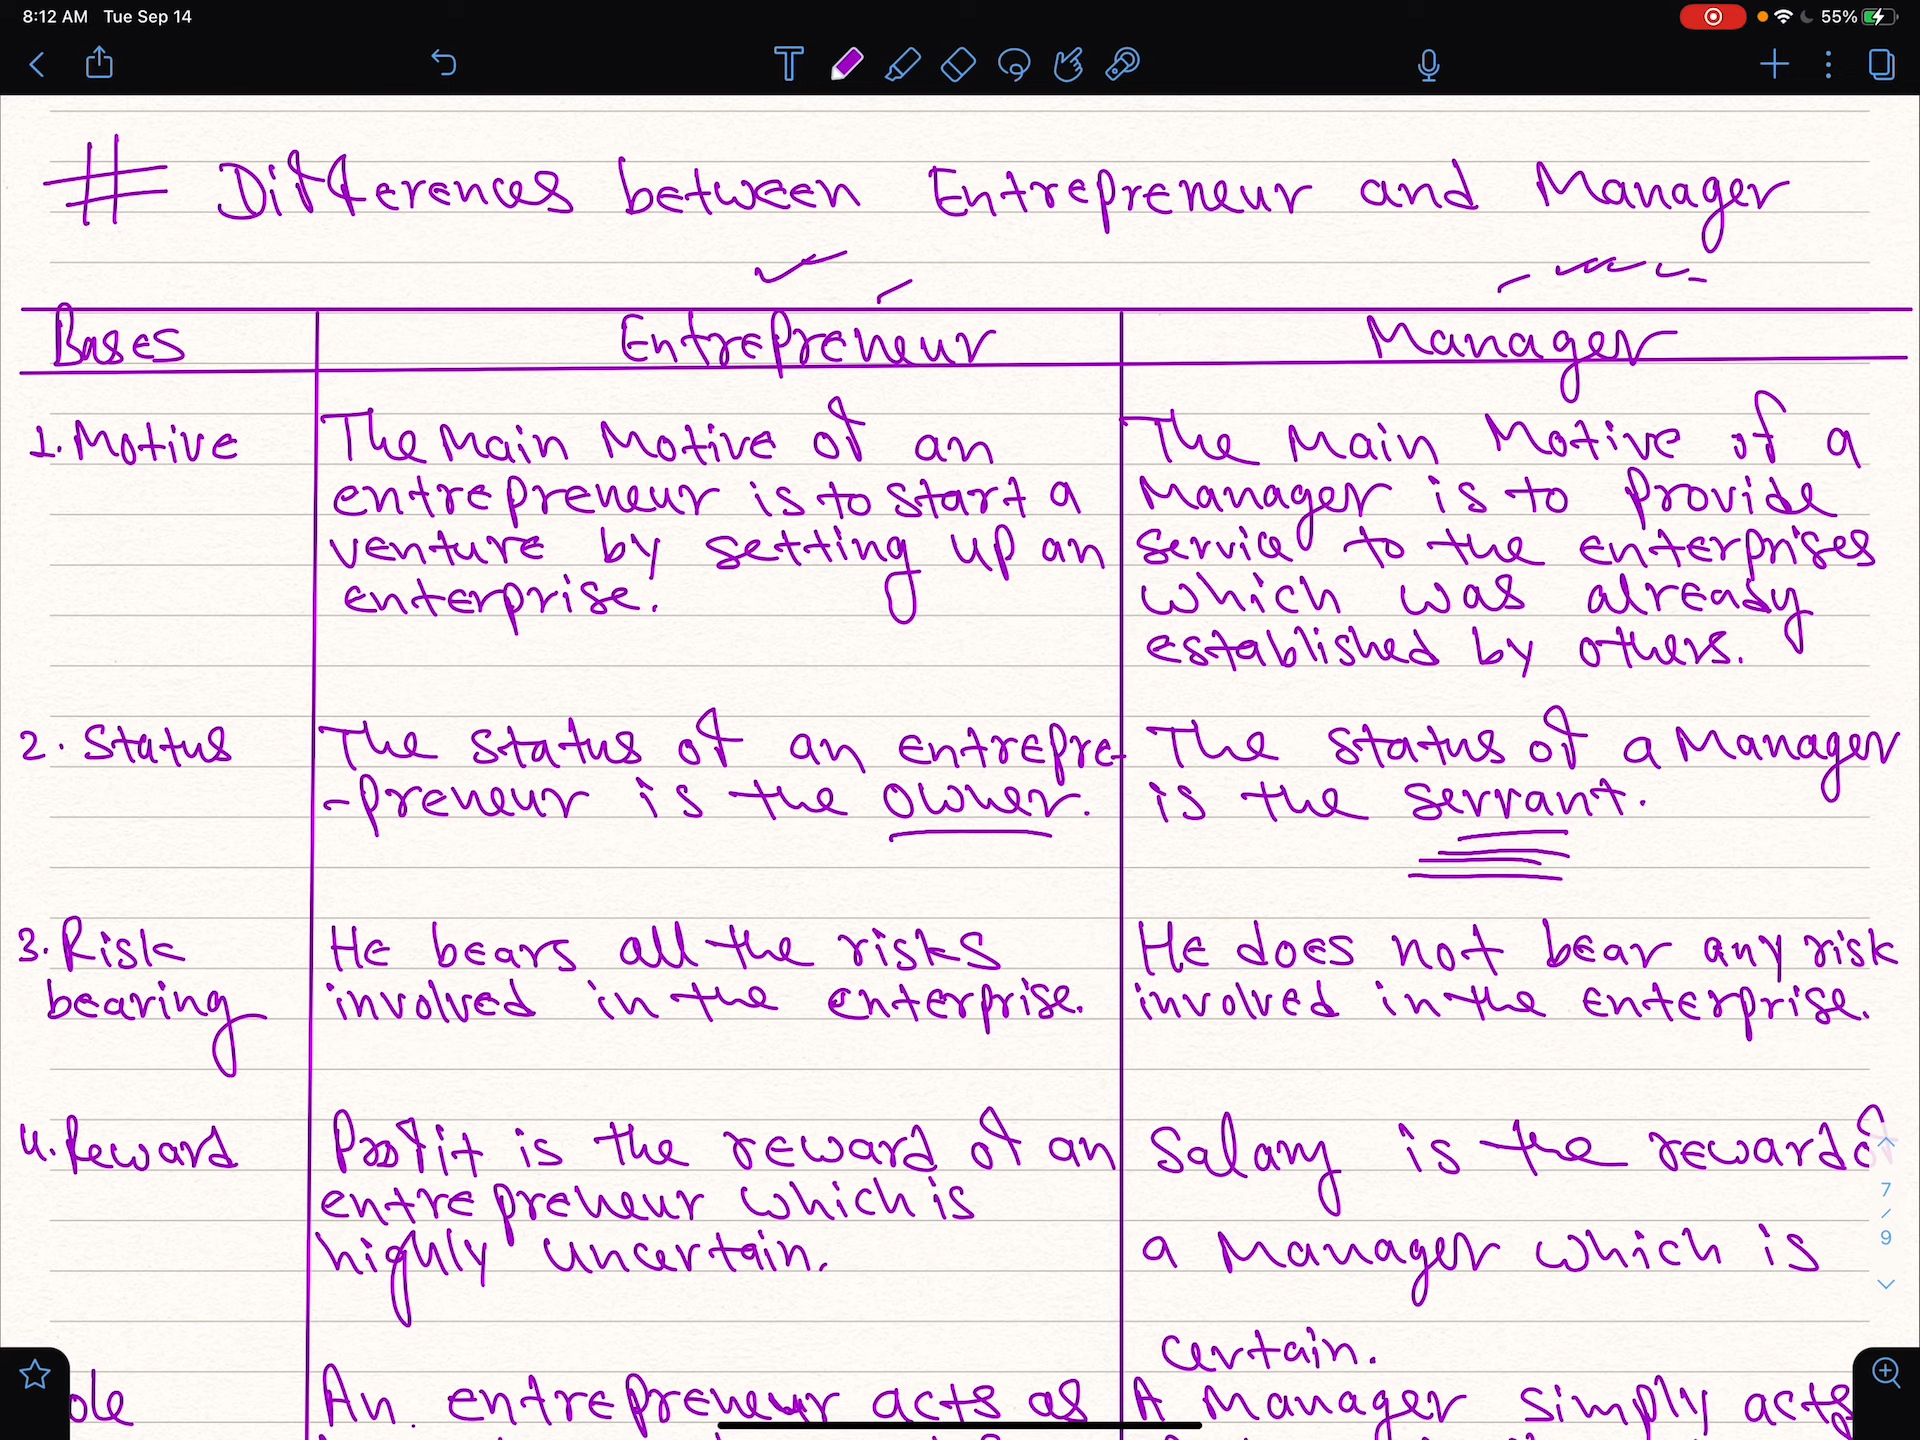 8:12 AM Tue Sep 14
55%
# Differences between Entrepreneur and Manager
Bases Entrepreneur Manager
1. Motive
The Main Motive of an
entrepreneur is to start a
venture by setting up an
enterprise.
The Main Motive of a
Manager is to provide
service to the enterprises
which was already
established by others.
2. Status
The status of an entrepre-
-preneur is the owner.
The status of a Manager
is the servant.
3. Risk
bearing
He bears all the risks
involved in the enterprise.
He does not bear any risk
involved in the enterprise.
4. Reward
Profit is the reward of an
entrepreneur which is
highly uncertain.
Salary is the reward of
a Manager which is
certain.
7
/
9
ole
An entrepreneur acts as
A Manager simply acts